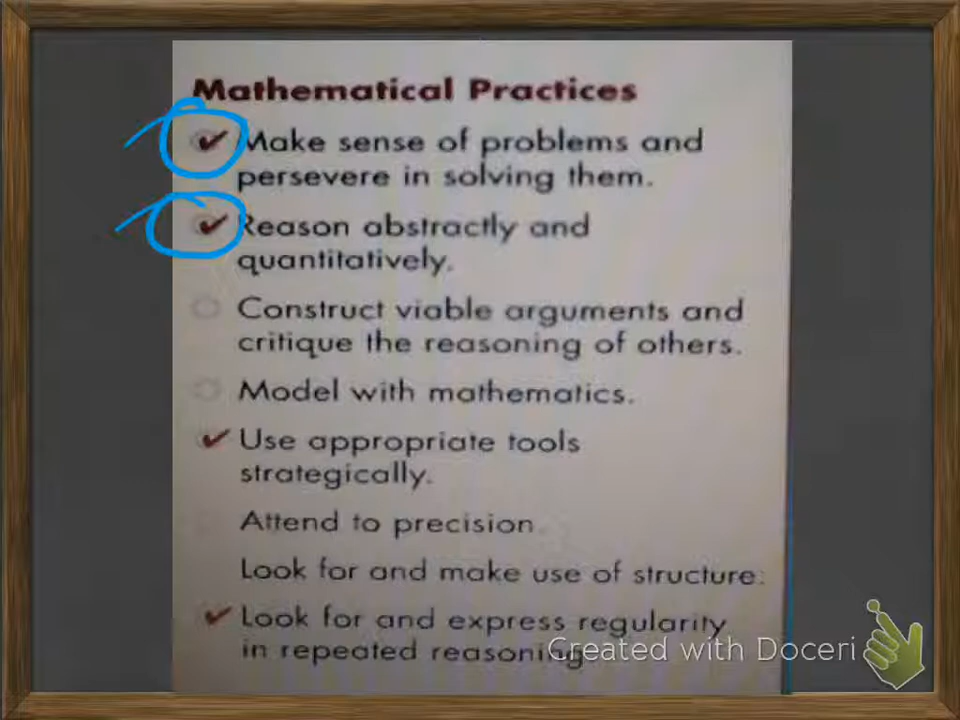 Mathematical Practices
Make sense of problems and
persevere in solving them.
Reason abstractly and
quantitatively.
Construct viable arguments and
critique the reasoning of others.
Model with mathematics.
Use appropriate tools
strategically.
Attend to precision.
Look for and make use of structure.
Look for and express regularity
in repeated reasoning.
Created with Doceri